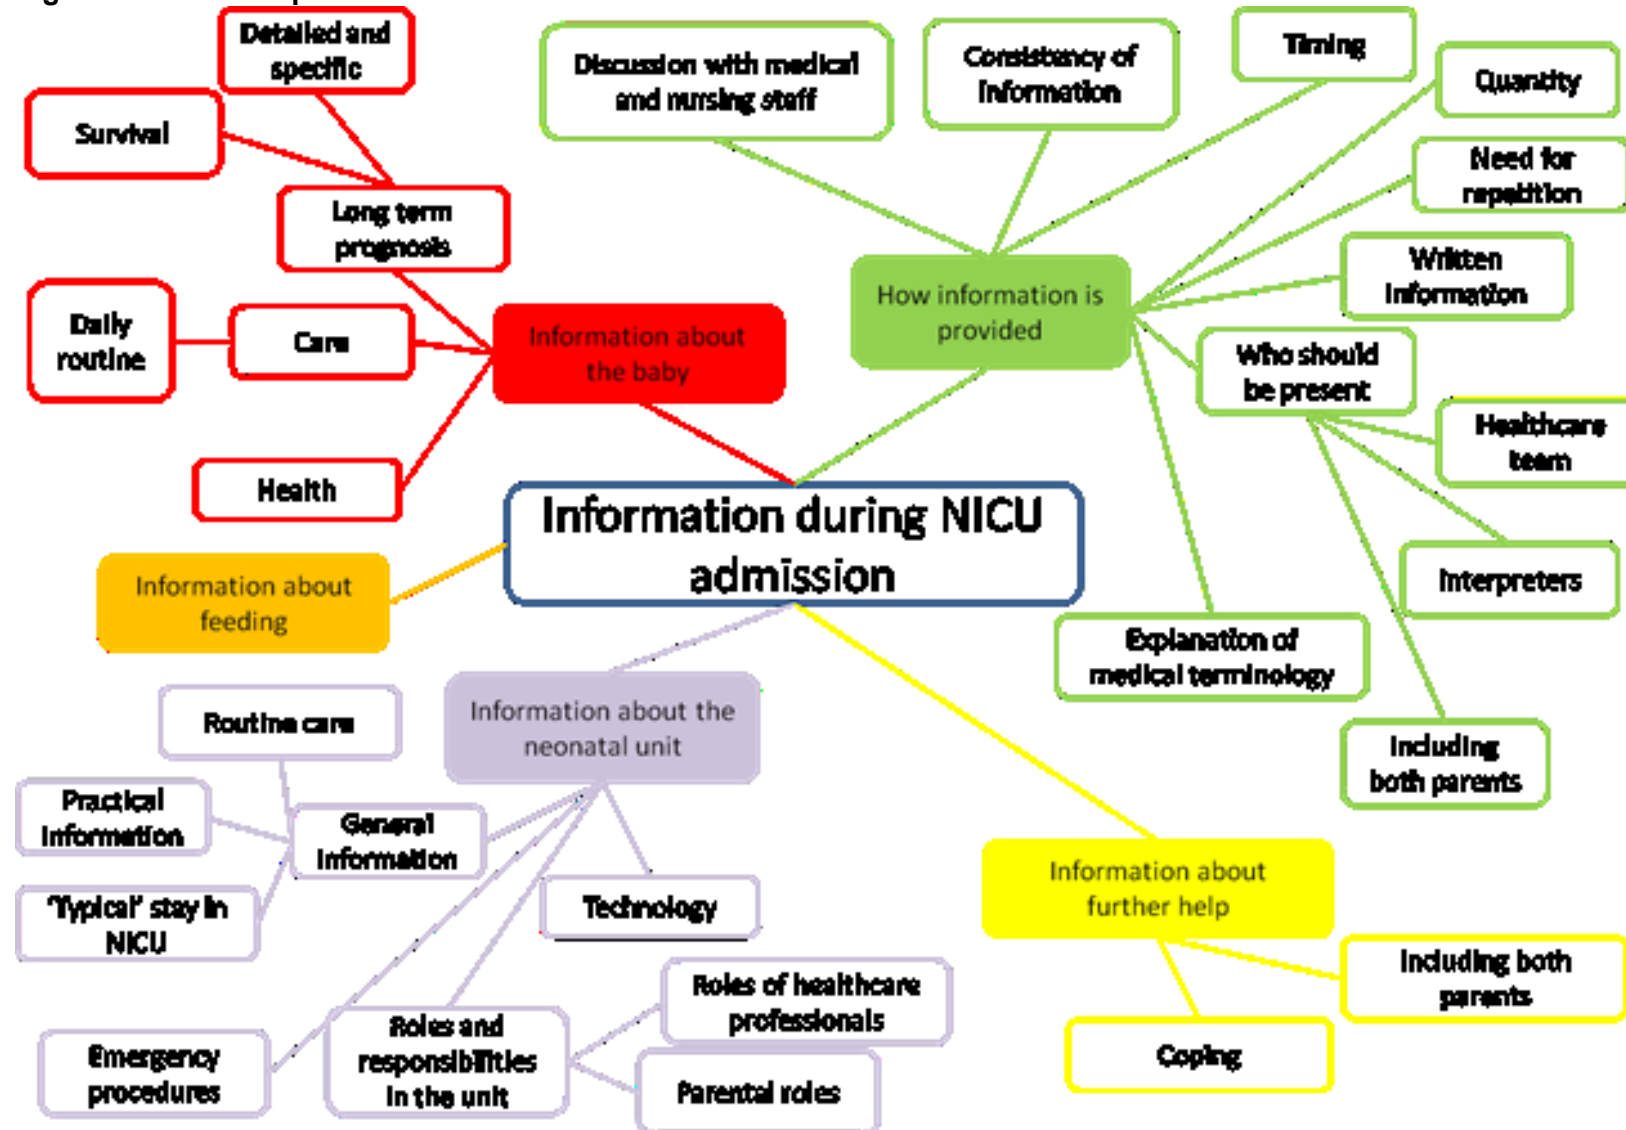 Detailed and
specific
Survival
Long term
prognosis
Daily
routine
Care
Health
Information about
the baby
Discussion with medical
and nursing staff
Consistency of
information
Timing
Quantity
Need for
repetition
Written
information
Who should
be present
Healthcare
team
Interpreters
Including
both parents
Explanation of
medical terminology
How information is
provided
Information during NICU
admission
Information about
feeding
Information about the
neonatal unit
Routine care
Practical
information
General
information
'Typical' stay in
NICU
Technology
Emergency
procedures
Roles and
responsibilities
in the unit
Roles of healthcare
professionals
Parental roles
Information about
further help
Including both
parents
Coping